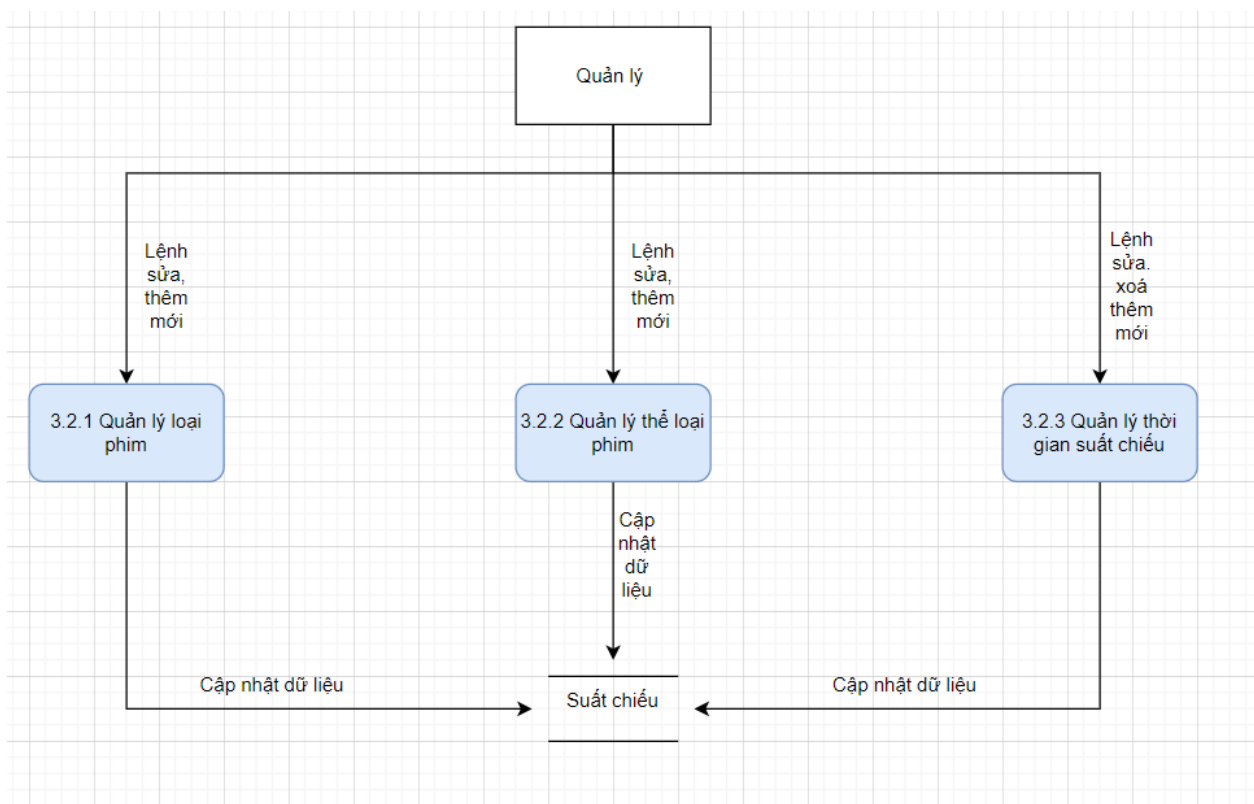 Quản lý
Lệnh
sửa,
thêm
mới
Lệnh
sửa,
thêm
mới
Lệnh
sửa.
xoá
thêm
mới
3.2.1 Quản lý loại
phim
3.2.2 Quản lý thể loại
phim
3.2.3 Quản lý thời
gian suất chiếu
Cập
nhật
dữ
liệu
Cập nhật dữ liệu
Suất chiếu
Cập nhật dữ liệu